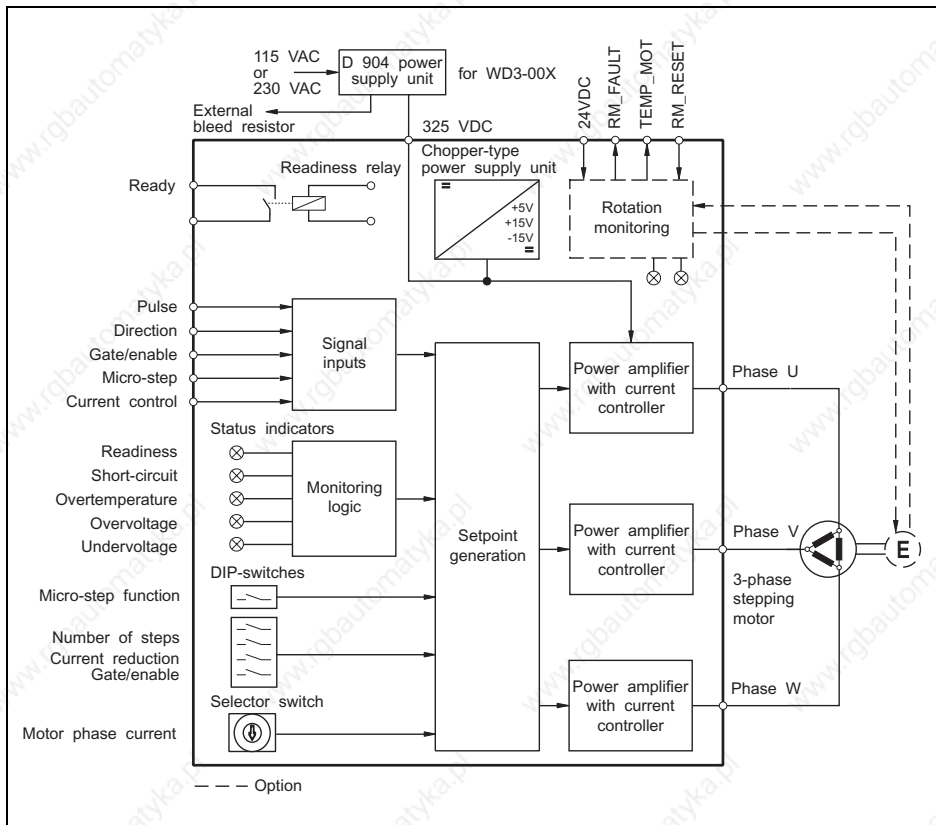 115 VAC
or
230 VAC
D 904 power
supply unit
for WD3-00X
External
bleed resistor
325 VDC
24VDC
RM_FAULT
TEMP_MOT
RM_RESET
Ready
Readiness relay
Chopper-type
power supply unit
+5V
+15V
-15V
Rotation
monitoring
Pulse
Direction
Gate/enable
Micro-step
Current control
Signal
inputs
Power amplifier
with current
controller
Phase U
Status indicators
Readiness
Short-circuit
Overtemperature
Overvoltage
Undervoltage
Monitoring
logic
Setpoint
generation
Power amplifier
with current
controller
Phase V
E
3-phase
stepping
motor
DIP-switches
Micro-step function
Number of steps
Current reduction
Gate/enable
Selector switch
Motor phase current
Power amplifier
with current
controller
Phase W
Option
www.rgbautomatyka.pl